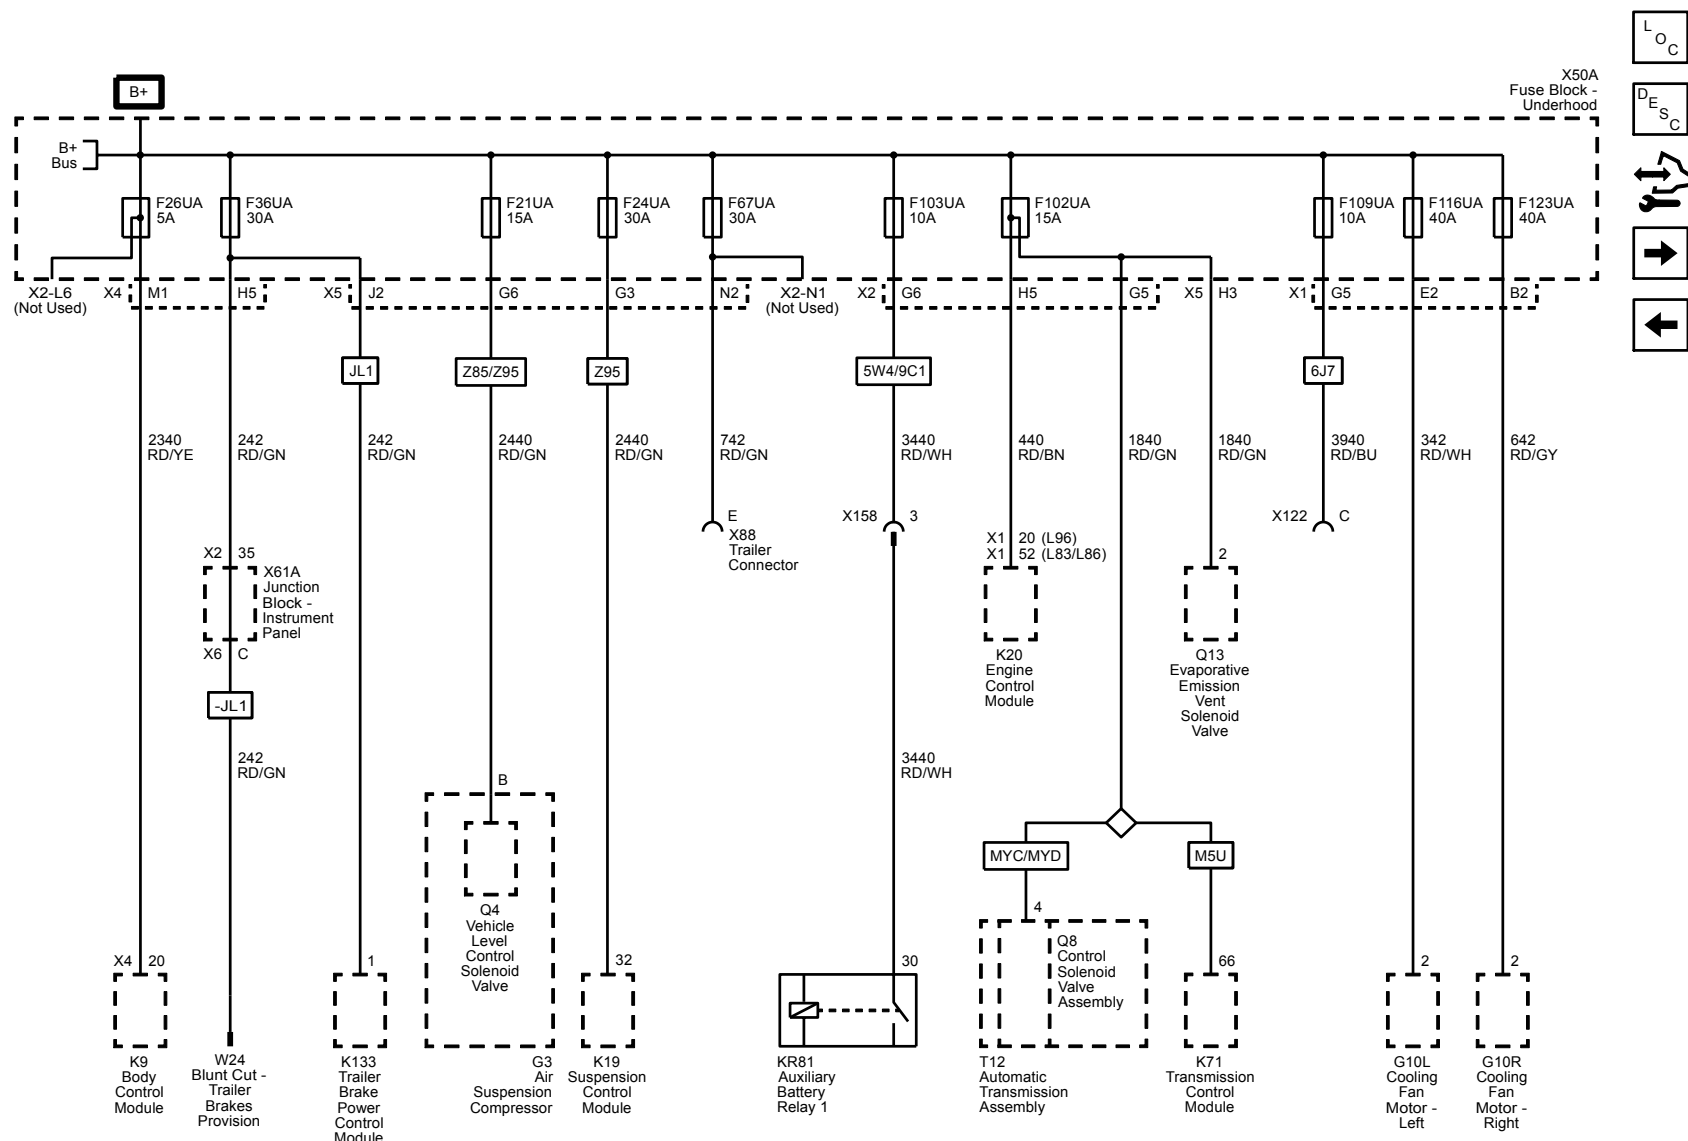 L O C
D E S C
B+
X50A
Fuse Block -
Underhood
B+
Bus
F26UA
5A
F36UA
30A
F21UA
15A
F24UA
30A
F67UA
30A
F103UA
10A
F102UA
15A
F109UA
10A
F116UA
40A
F123UA
40A
X2-L6
(Not Used)
X4 M1
H5
X5 J2
G6
G3
N2
X2-N1
(Not Used)
X2 G6
H5
G5
X5 H3
X1 G5
E2
B2
JL1
Z85/Z95
Z95
5W4/9C1
6J7
2340
RD/YE
242
RD/GN
242
RD/GN
2440
RD/GN
2440
RD/GN
742
RD/GN
3440
RD/WH
440
RD/BN
1840
RD/GN
1840
RD/GN
3940
RD/BU
342
RD/WH
642
RD/GY
E
X88
Trailer
Connector
X158 3
X122 C
X1 20 (L96)
X1 52 (L83/L86)
2
X2 35
X61A
Junction
Block -
Instrument
Panel
X6 C
K20
Engine
Control
Module
Q13
Evaporative
Emission
Vent
Solenoid
Valve
-JL1
242
RD/GN
3440
RD/WH
B
MYC/MYD
M5U
Q4
Vehicle
Level
Control
Solenoid
Valve
4
Q8
Control
Solenoid
Valve
Assembly
X4 20
1
32
30
66
2
2
K9
Body
Control
Module
W24
Blunt Cut -
Trailer
Brakes
Provision
K133
Trailer
Brake
Power
Control
Module
G3
Air
Suspension
Compressor
K19
Suspension
Control
Module
KR81
Auxiliary
Battery
Relay 1
T12
Automatic
Transmission
Assembly
K71
Transmission
Control
Module
G10L
Cooling
Fan
Motor -
Left
G10R
Cooling
Fan
Motor -
Right